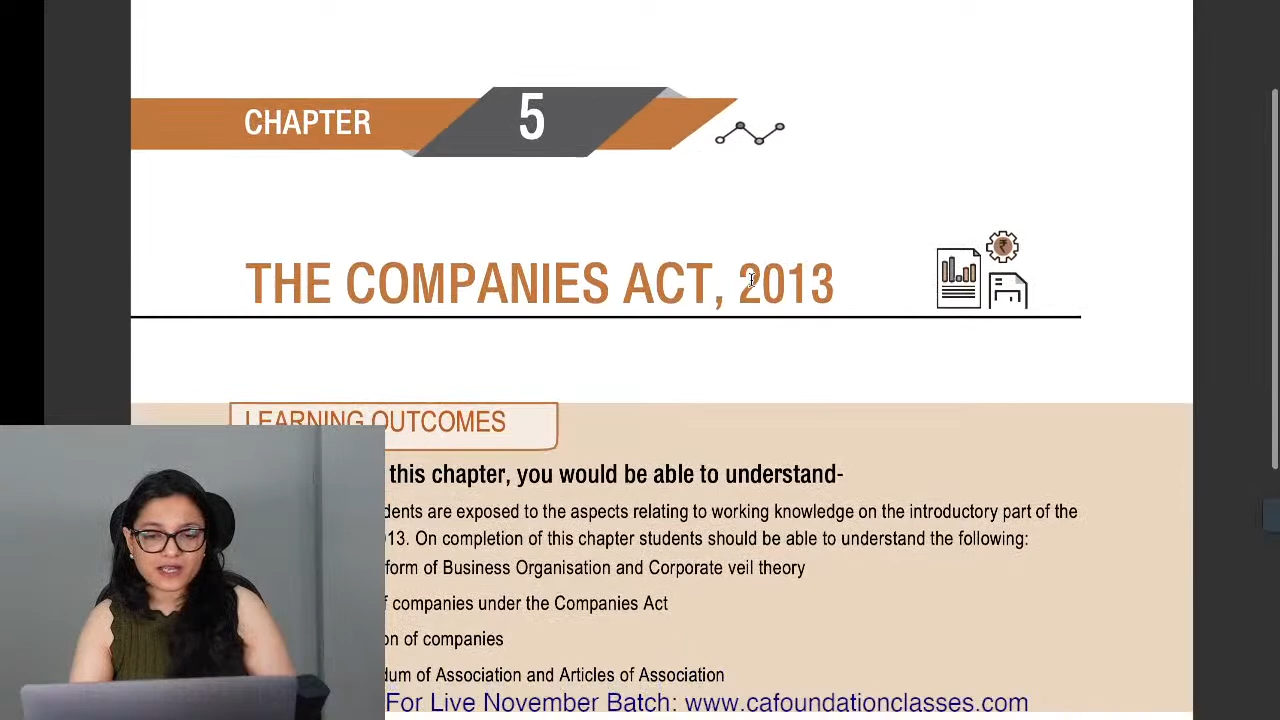 CHAPTER 5
THE COMPANIES ACT, 2013
LEARNING OUTCOMES
this chapter, you would be able to understand-
dents are exposed to the aspects relating to working knowledge on the introductory part of the
13. On completion of this chapter students should be able to understand the following:
form of Business Organisation and Corporate veil theory
f companies under the Companies Act
on of companies
dum of Association and Articles of Association
For Live November Batch: www.cafoundationclasses.com